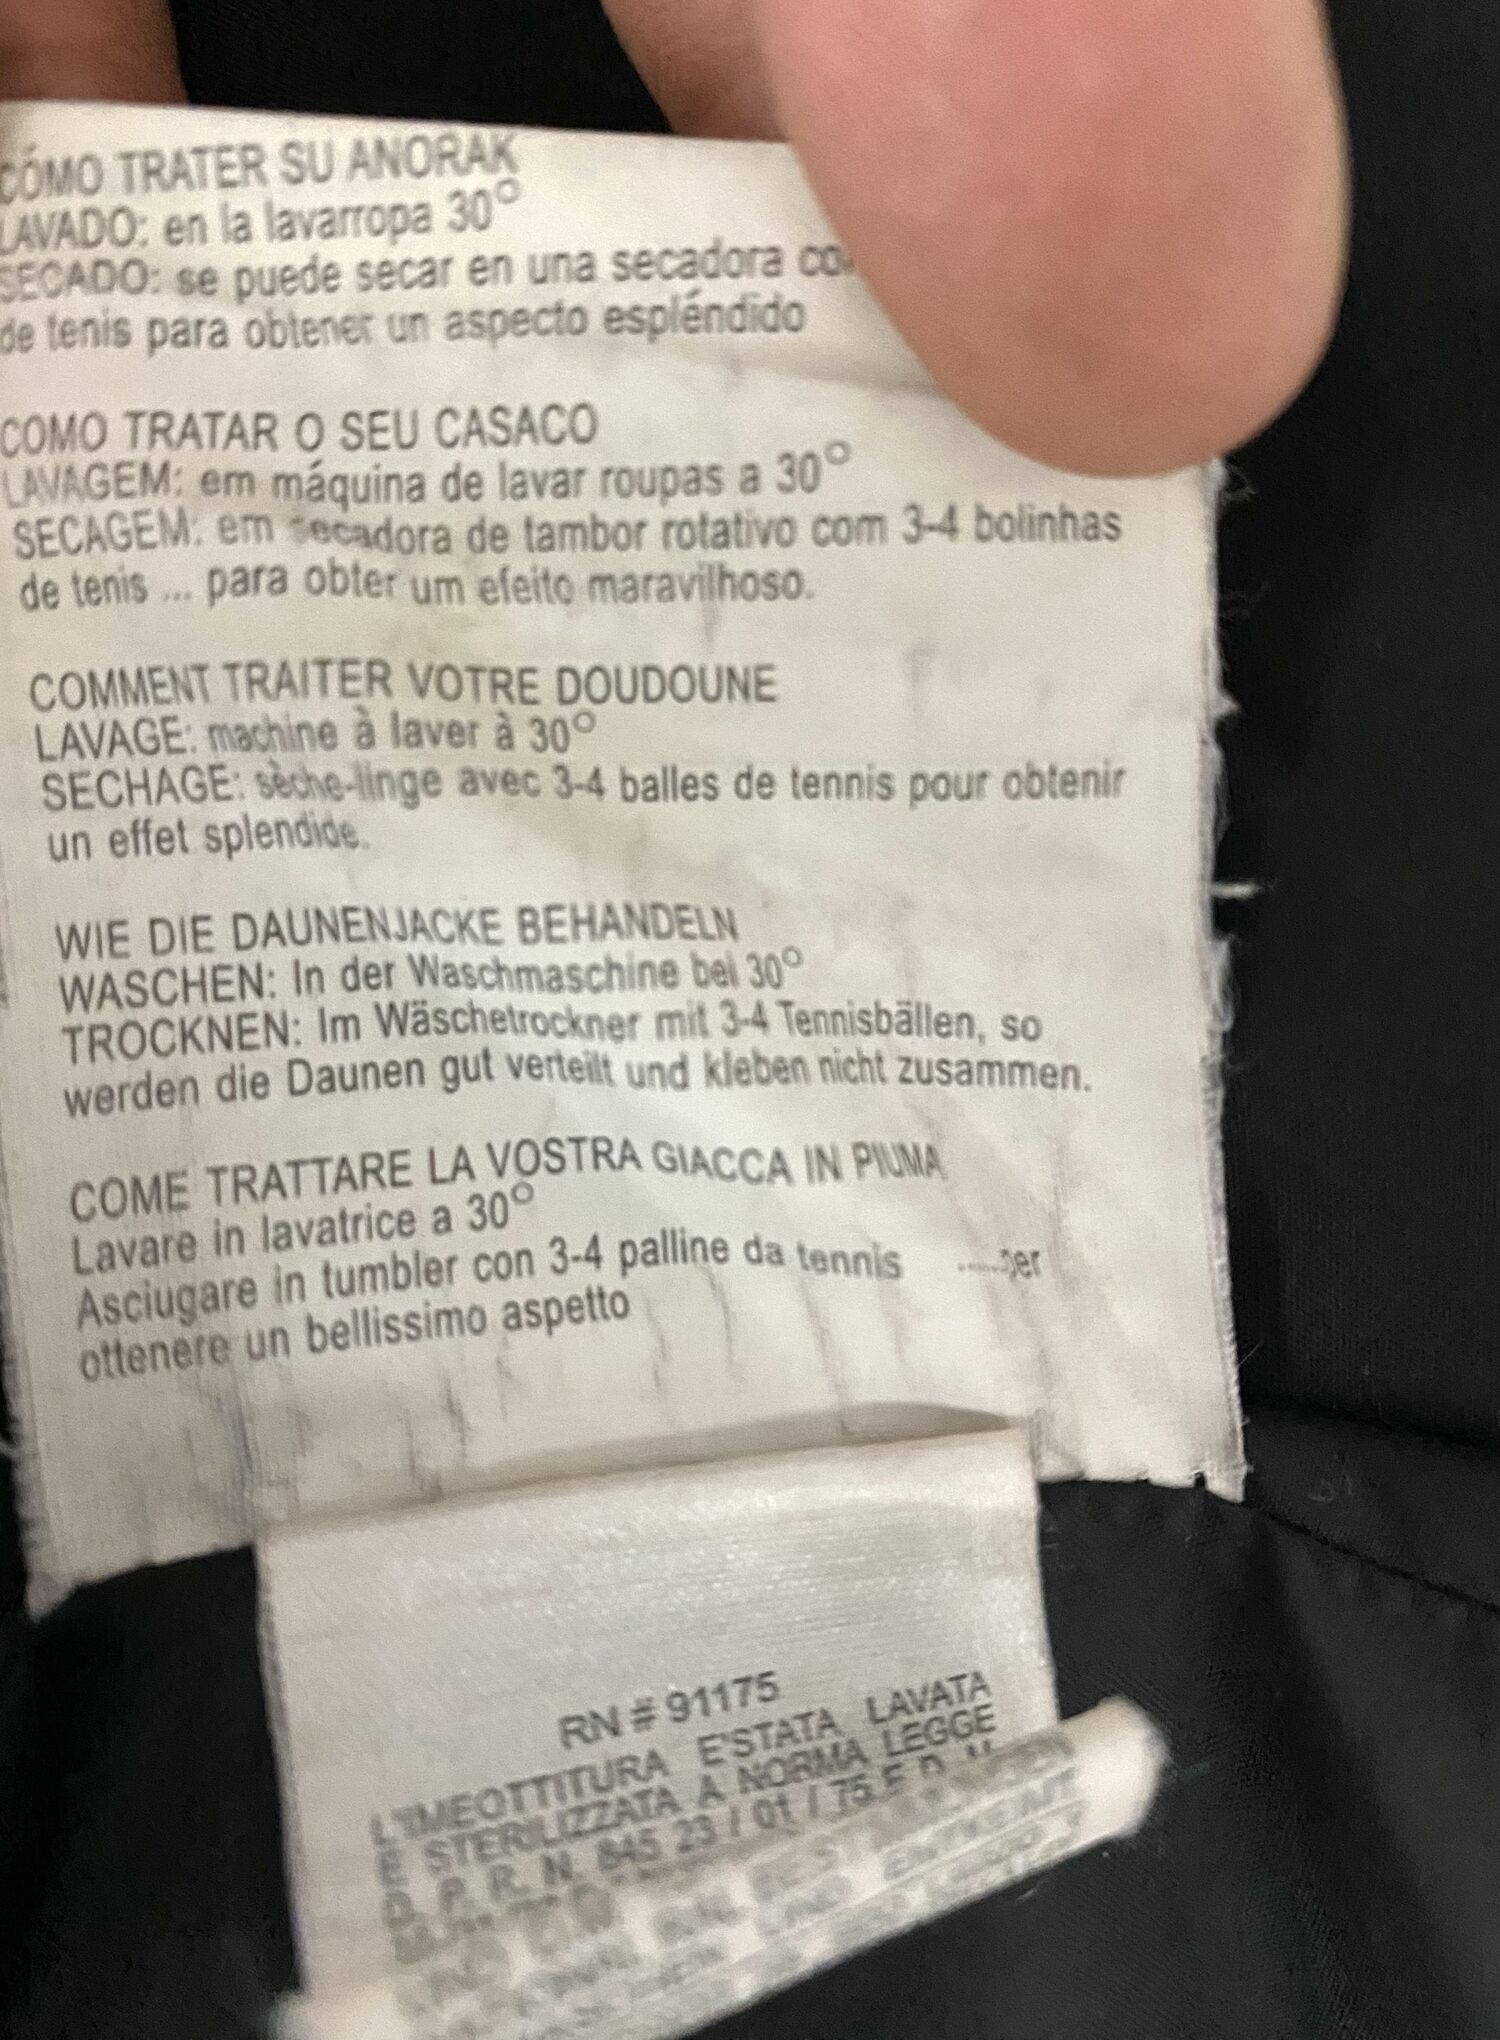 CÓMO TRATER SU ANORAK
LAVADO: en la lavarropa 30°
SECADO: se puede secar en una secadora
de tenis para obtener un aspecto espléndido
COMO TRATAR O SEU CASACO
LAVAGEM: em máquina de lavar roupas a 30°
SECAGEM: em secadora de tambor rotativo com 3-4 bolinhas
de tenis ... para obter um efeito maravilhoso.
COMMENT TRAITER VOTRE DOUDOUNE
LAVAGE: machine à laver à 30°
SECHAGE: sèche-linge avec 3-4 balles de tennis pour obtenir
un effet splendide.
WIE DIE DAUNENJACKE BEHANDELN
WASCHEN: In der Waschmaschine bei 30°
TROCKNEN: Im Wäschetrockner mit 3-4 Tennisbällen, so
werden die Daunen gut verteilt und kleben nicht zusammen.
COME TRATTARE LA VOSTRA GIACCA IN PIUMA
Lavare in lavatrice a 30°
Asciugare in tumbler con 3-4 palline da tennis .....per
ottenere un bellissimo aspetto
RN # 91175
L'IMEOTTITURA E'STATA LAVATA
E STERILIZZATA A NORMA LEGGE
D. P. R. N. 845 23 / 01 / 75